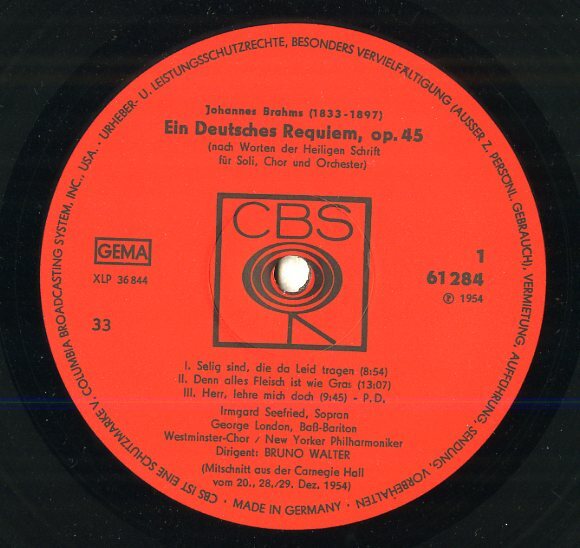 URHEBER- U. LEISTUNGSSCHUTZRECHTE, BESONDERS VERVIELFÄLTIGUNG (AUSSER Z. PERSÖNL. GEBRAUCH), VERMIETUNG, AUFFÜHRUNG, SENDUNG, VORBEHALTEN
Johannes Brahms (1833-1897)
Ein Deutsches Requiem, op. 45
(nach Worten der Heiligen Schrift
für Soli, Chor und Orchester)
CBS
GEMA
XLP 36 844
33
1
61 284
℗ 1954
I. Selig sind, die da Leid tragen (8:54)
II. Denn alles Fleisch ist wie Gras (13:07)
III. Herr, lehre mich doch (9:45) - P.D.
Irmgard Seefried, Sopran
George London, Baß-Bariton
Westminster-Chor / New Yorker Philharmoniker
Dirigent: BRUNO WALTER
(Mitschnitt aus der Carnegie Hall
vom 20., 28./29. Dez. 1954)
CBS IST EINE SCHUTZMARKE V. COLUMBIA BROADCASTING SYSTEM, INC., USA. ·
· MADE IN GERMANY ·